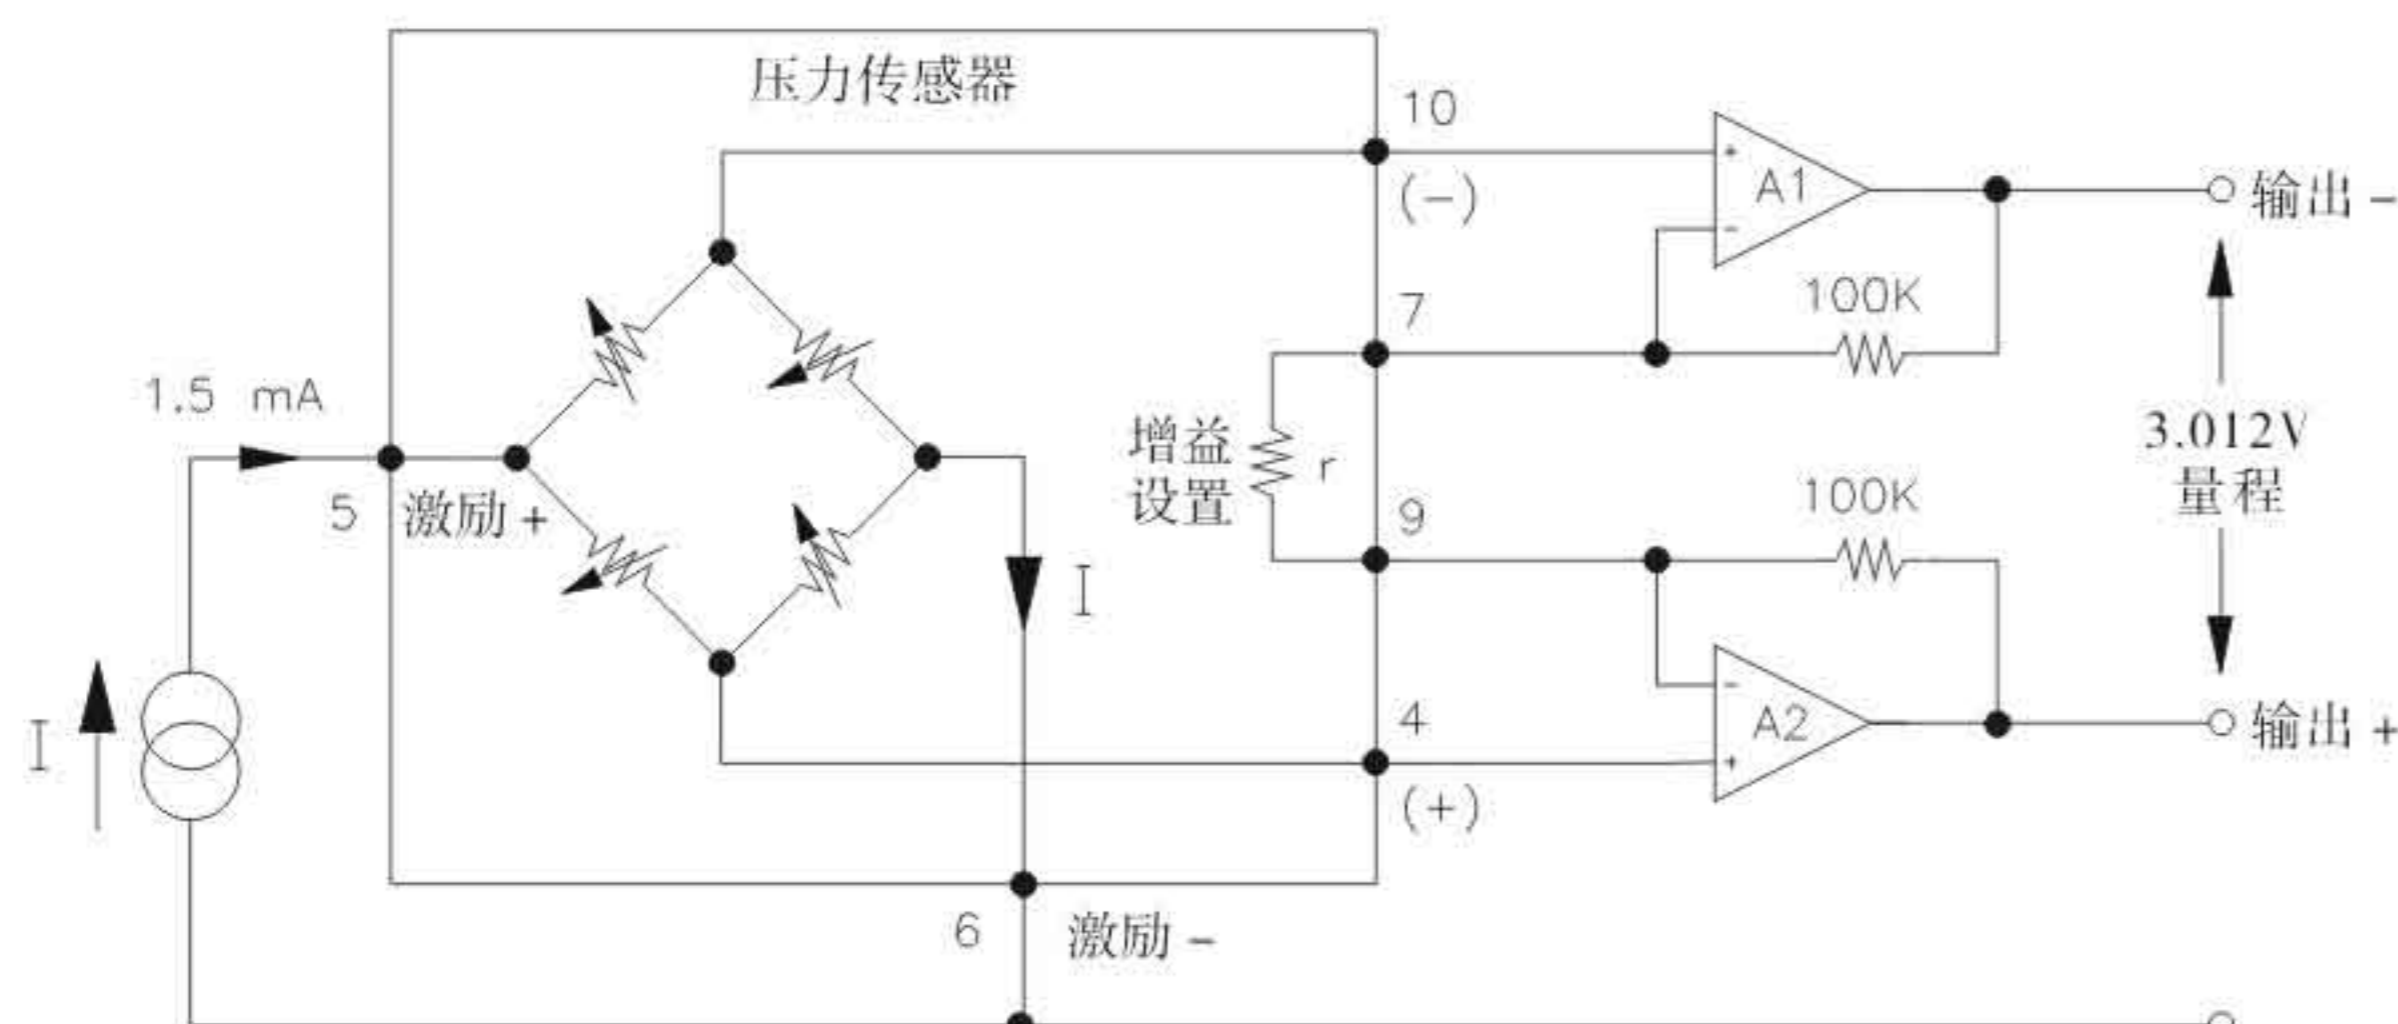 压力传感器
10
(-)
+
A1
-
输出 -
100K
7
1.5 mA
增益
设置
r
3.012V
量程
5
激励 +
9
100K
I
4
(+)
-
A2
+
输出 +
I
6
激励 -